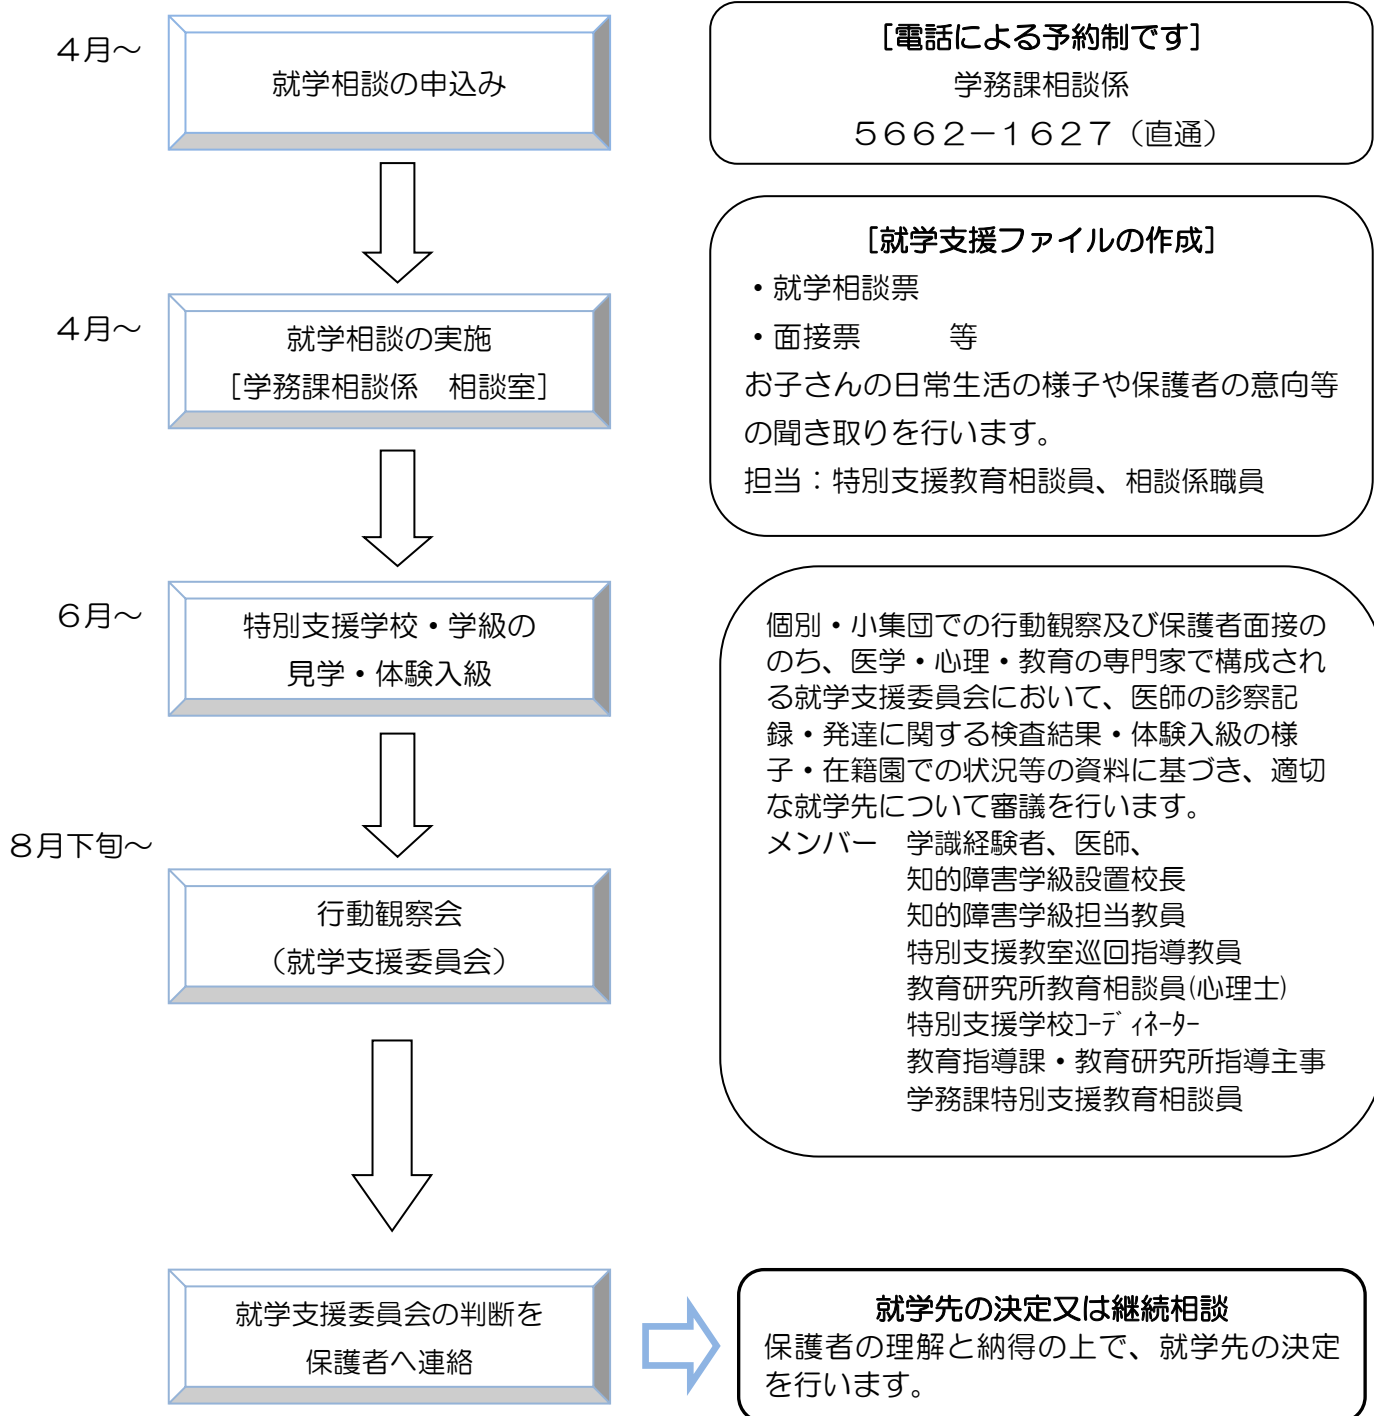 4月～
就学相談の申込み
[電話による予約制です]
学務課相談係
5662－1627（直通）
4月～
就学相談の実施
[学務課相談係　相談室]
[就学支援ファイルの作成]
・就学相談票
・面接票　　　等
お子さんの日常生活の様子や保護者の意向等
の聞き取りを行います。
担当：特別支援教育相談員、相談係職員
6月～
特別支援学校・学級の
見学・体験入級
8月下旬～
行動観察会
（就学支援委員会）
個別・小集団での行動観察及び保護者面接の
のち、医学・心理・教育の専門家で構成され
る就学支援委員会において、医師の診察記
録・発達に関する検査結果・体験入級の様
子・在籍園での状況等の資料に基づき、適切
な就学先について審議を行います。
メンバー　学識経験者、医師、
知的障害学級設置校長
知的障害学級担当教員
特別支援教室巡回指導教員
教育研究所教育相談員(心理士)
特別支援学校ｺｰﾃﾞｨﾈｰﾀｰ
教育指導課・教育研究所指導主事
学務課特別支援教育相談員
就学支援委員会の判断を
保護者へ連絡
就学先の決定又は継続相談
保護者の理解と納得の上で、就学先の決定
を行います。